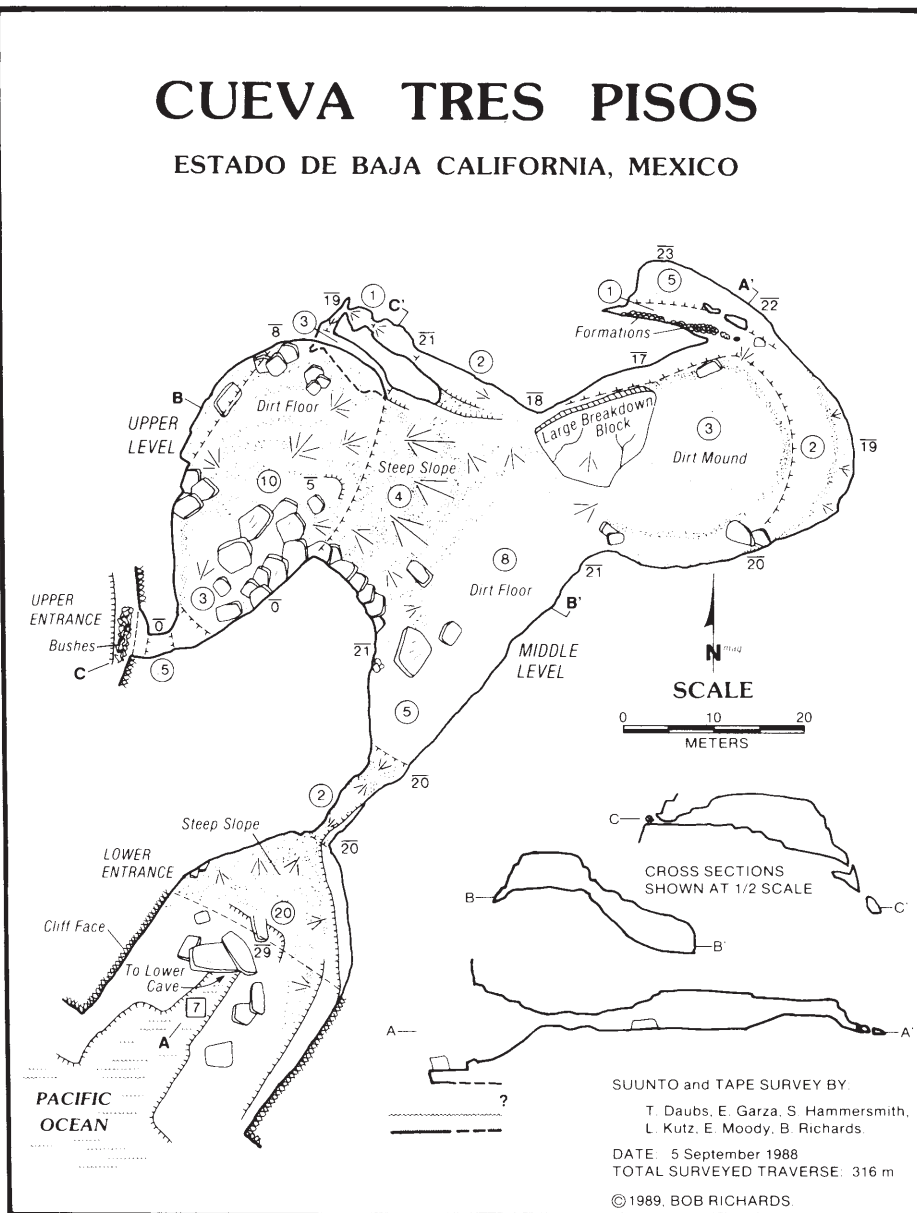 CUEVA TRES PISOS
ESTADO DE BAJA CALIFORNIA, MEXICO
23
5
A'
22
1
Formations
19
1
C'
3
21
8
17
2
18
B
UPPER
LEVEL
Dirt Floor
Large Breakdown
Block
3
Dirt Mound
2
19
Steep Slope
4
10
5
8
Dirt Floor
20
21
B'
3
0
UPPER
ENTRANCE
Bushes
C
0
5
21
MIDDLE
LEVEL
N mag
SCALE
0 10 20
METERS
5
20
2
Steep Slope
20
LOWER
ENTRANCE
Cliff Face
20
29
To Lower
Cave
7
A
PACIFIC
OCEAN
C
CROSS SECTIONS
SHOWN AT 1/2 SCALE
C'
B
B'
A
A'
?
SUUNTO and TAPE SURVEY BY:
T. Daubs, E. Garza, S. Hammersmith,
L. Kutz, E. Moody, B. Richards.
DATE: 5 September 1988
TOTAL SURVEYED TRAVERSE: 316 m
© 1989, BOB RICHARDS.